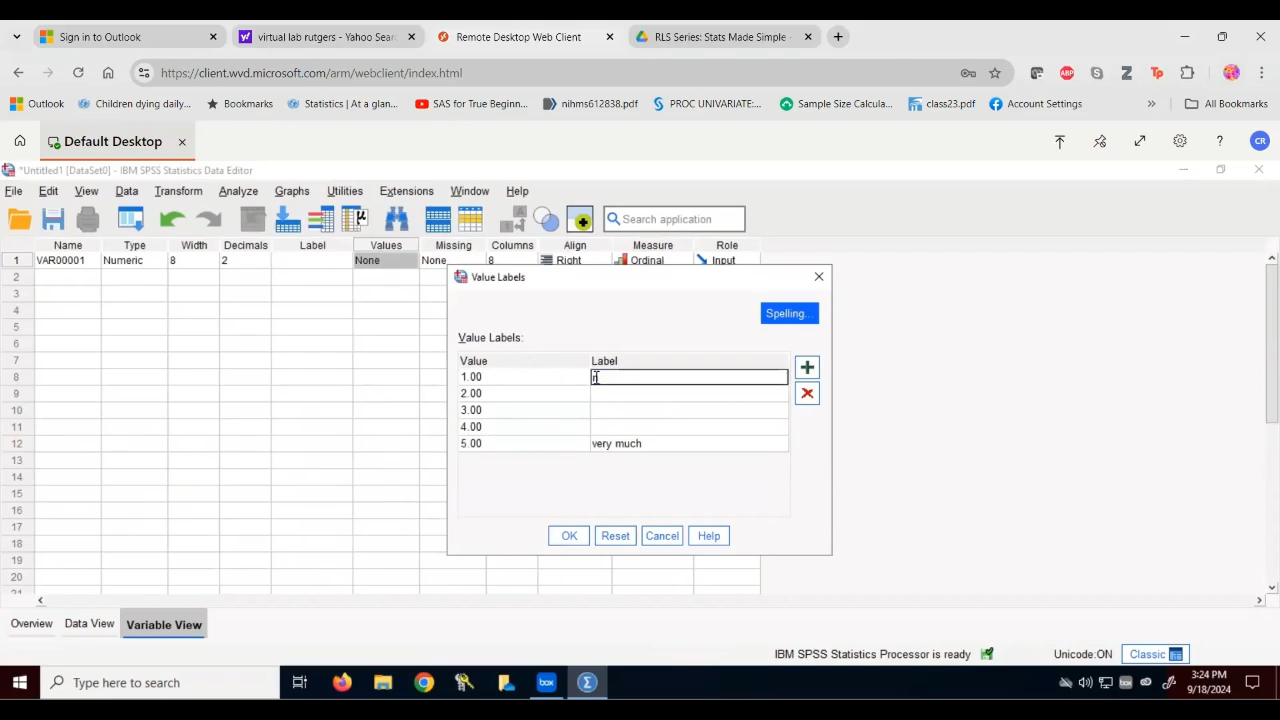 Sign in to Outlook
virtual lab rutgers - Yahoo Sear
Remote Desktop Web Client
RLS Series: Stats Made Simple -
https://client.wvd.microsoft.com/arm/webclient/index.html
ABP
S
Z
Tp
Outlook
Children dying daily...
Statistics | At a glan...
Bookmarks
SAS for True Beginn...
nihms612838.pdf
PROC UNIVARIATE:...
Sample Size Calcula...
class23.pdf
Account Settings
All Bookmarks
Default Desktop
CR
*Untitled1 [DataSet0] - IBM SPSS Statistics Data Editor
File Edit View Data Transform Analyze Graphs Utilities Extensions Window Help
Search application
Name Type Width Decimals Label Values Missing Columns Align Measure Role
1 VAR00001 Numeric 8 2 None None 8 Right Ordinal Input
2
Value Labels
3
4
Spelling...
5
6
Value Labels:
7
Value Label
8
1.00 n
9
2.00
10
3.00
11
4.00
12
5.00 very much
13
14
15
16
17
18
OK Reset Cancel Help
19
20
21
Overview Data View Variable View
IBM SPSS Statistics Processor is ready
Unicode:ON
Classic
Type here to search
box
Σ
box
3:24 PM
9/18/2024